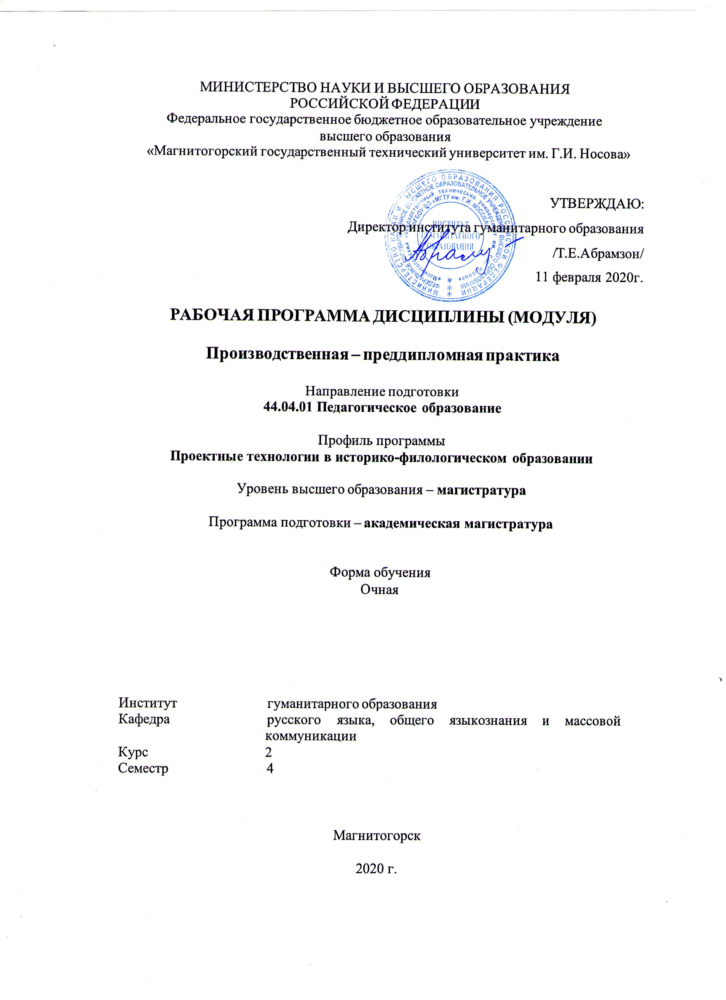 МИНИСТЕРСТВО НАУКИ И ВЫСШЕГО ОБРАЗОВАНИЯ
РОССИЙСКОЙ ФЕДЕРАЦИИ
Федеральное государственное бюджетное образовательное учреждение
высшего образования
«Магнитогорский государственный технический университет им. Г.И. Носова»
УТВЕРЖДАЮ:
Директор института гуманитарного образования
/Т.Е.Абрамзон/
11 февраля 2020г.
МИНИСТЕРСТВО НАУКИ И ВЫСШЕГО ОБРАЗОВАНИЯ РОССИЙСКОЙ ФЕДЕРАЦИИ
ФЕДЕРАЛЬНОЕ ГОСУДАРСТВЕННОЕ БЮДЖЕТНОЕ ОБРАЗОВАТЕЛЬНОЕ УЧРЕЖДЕНИЕ ВЫСШЕГО ОБРАЗОВАНИЯ
«Магнитогорский государственный технический университет им. Г.И. Носова»
ФГБОУ ВО «МГТУ им. Г.И. НОСОВА»
ИНСТИТУТ
ГУМАНИТАРНОГО
ОБРАЗОВАНИЯ
РАБОЧАЯ ПРОГРАММА ДИСЦИПЛИНЫ (МОДУЛЯ)
Производственная – преддипломная практика
Направление подготовки
44.04.01 Педагогическое образование
Профиль программы
Проектные технологии в историко-филологическом образовании
Уровень высшего образования – магистратура
Программа подготовки – академическая магистратура
Форма обучения
Очная
Институт гуманитарного образования
Кафедра русского языка, общего языкознания и массовой
коммуникации
Курс 2
Семестр 4
Магнитогорск
2020 г.